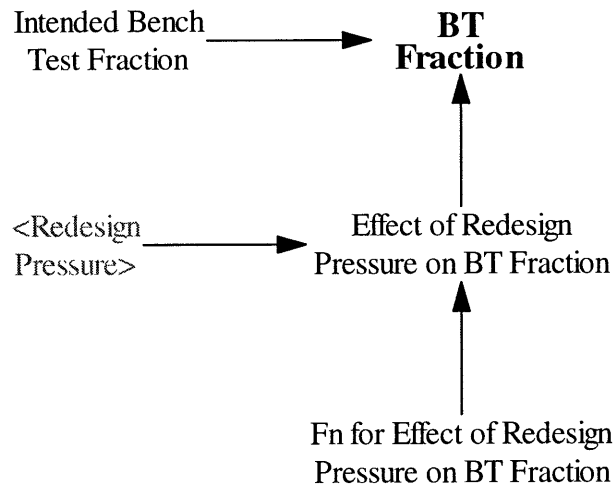 Intended Bench
Test Fraction
BT
Fraction
<Redesign
Pressure>
Effect of Redesign
Pressure on BT Fraction
Fn for Effect of Redesign
Pressure on BT Fraction